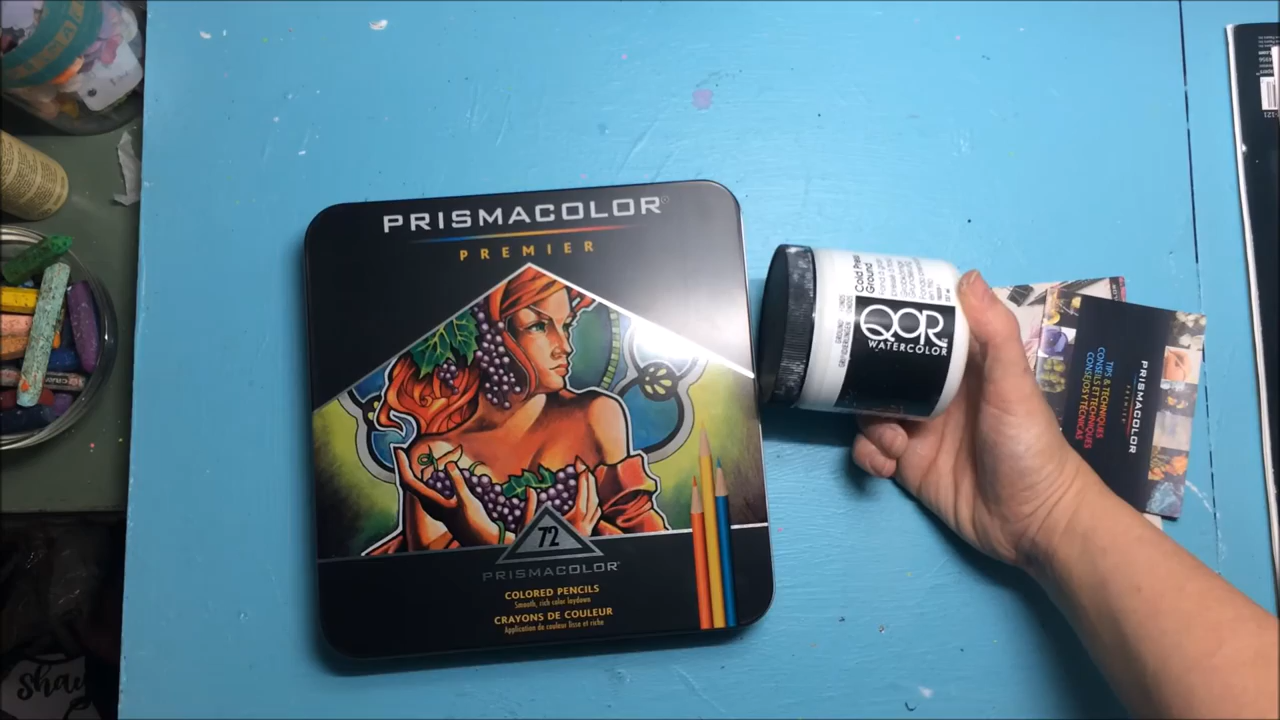 PRISMACOLOR
PREMIER
72
PRISMACOLOR
COLORED PENCILS
Smooth, rich color laydown
CRAYONS DE COULEUR
Application de couleur lisse et riche
Cold Press
Ground
QOR
WATERCOLOR
PRISMACOLOR
PREMIER
TIPS & TECHNIQUES
CONSEILS ET TECHNIQUES
CONSEJOS Y TÉCNICAS
Shay